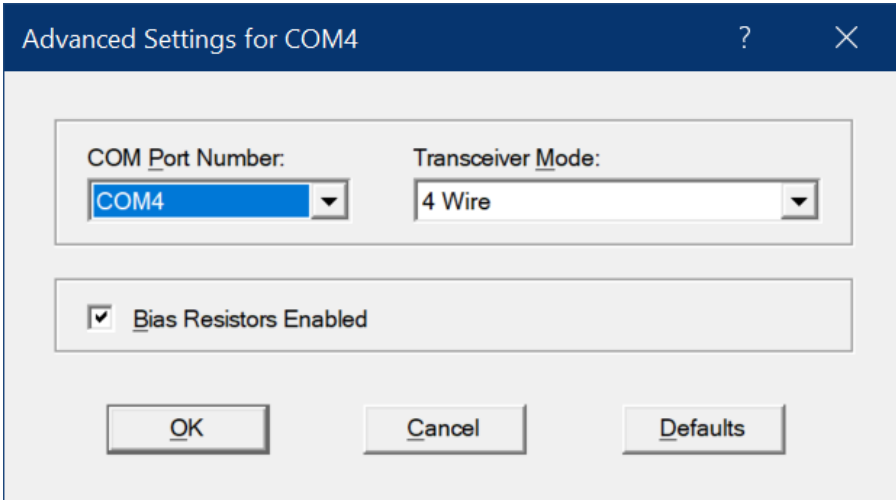 Advanced Settings for COM4 ?
COM Port Number: Transceiver Mode:
COM4 4 Wire
Bias Resistors Enabled
OK Cancel Defaults